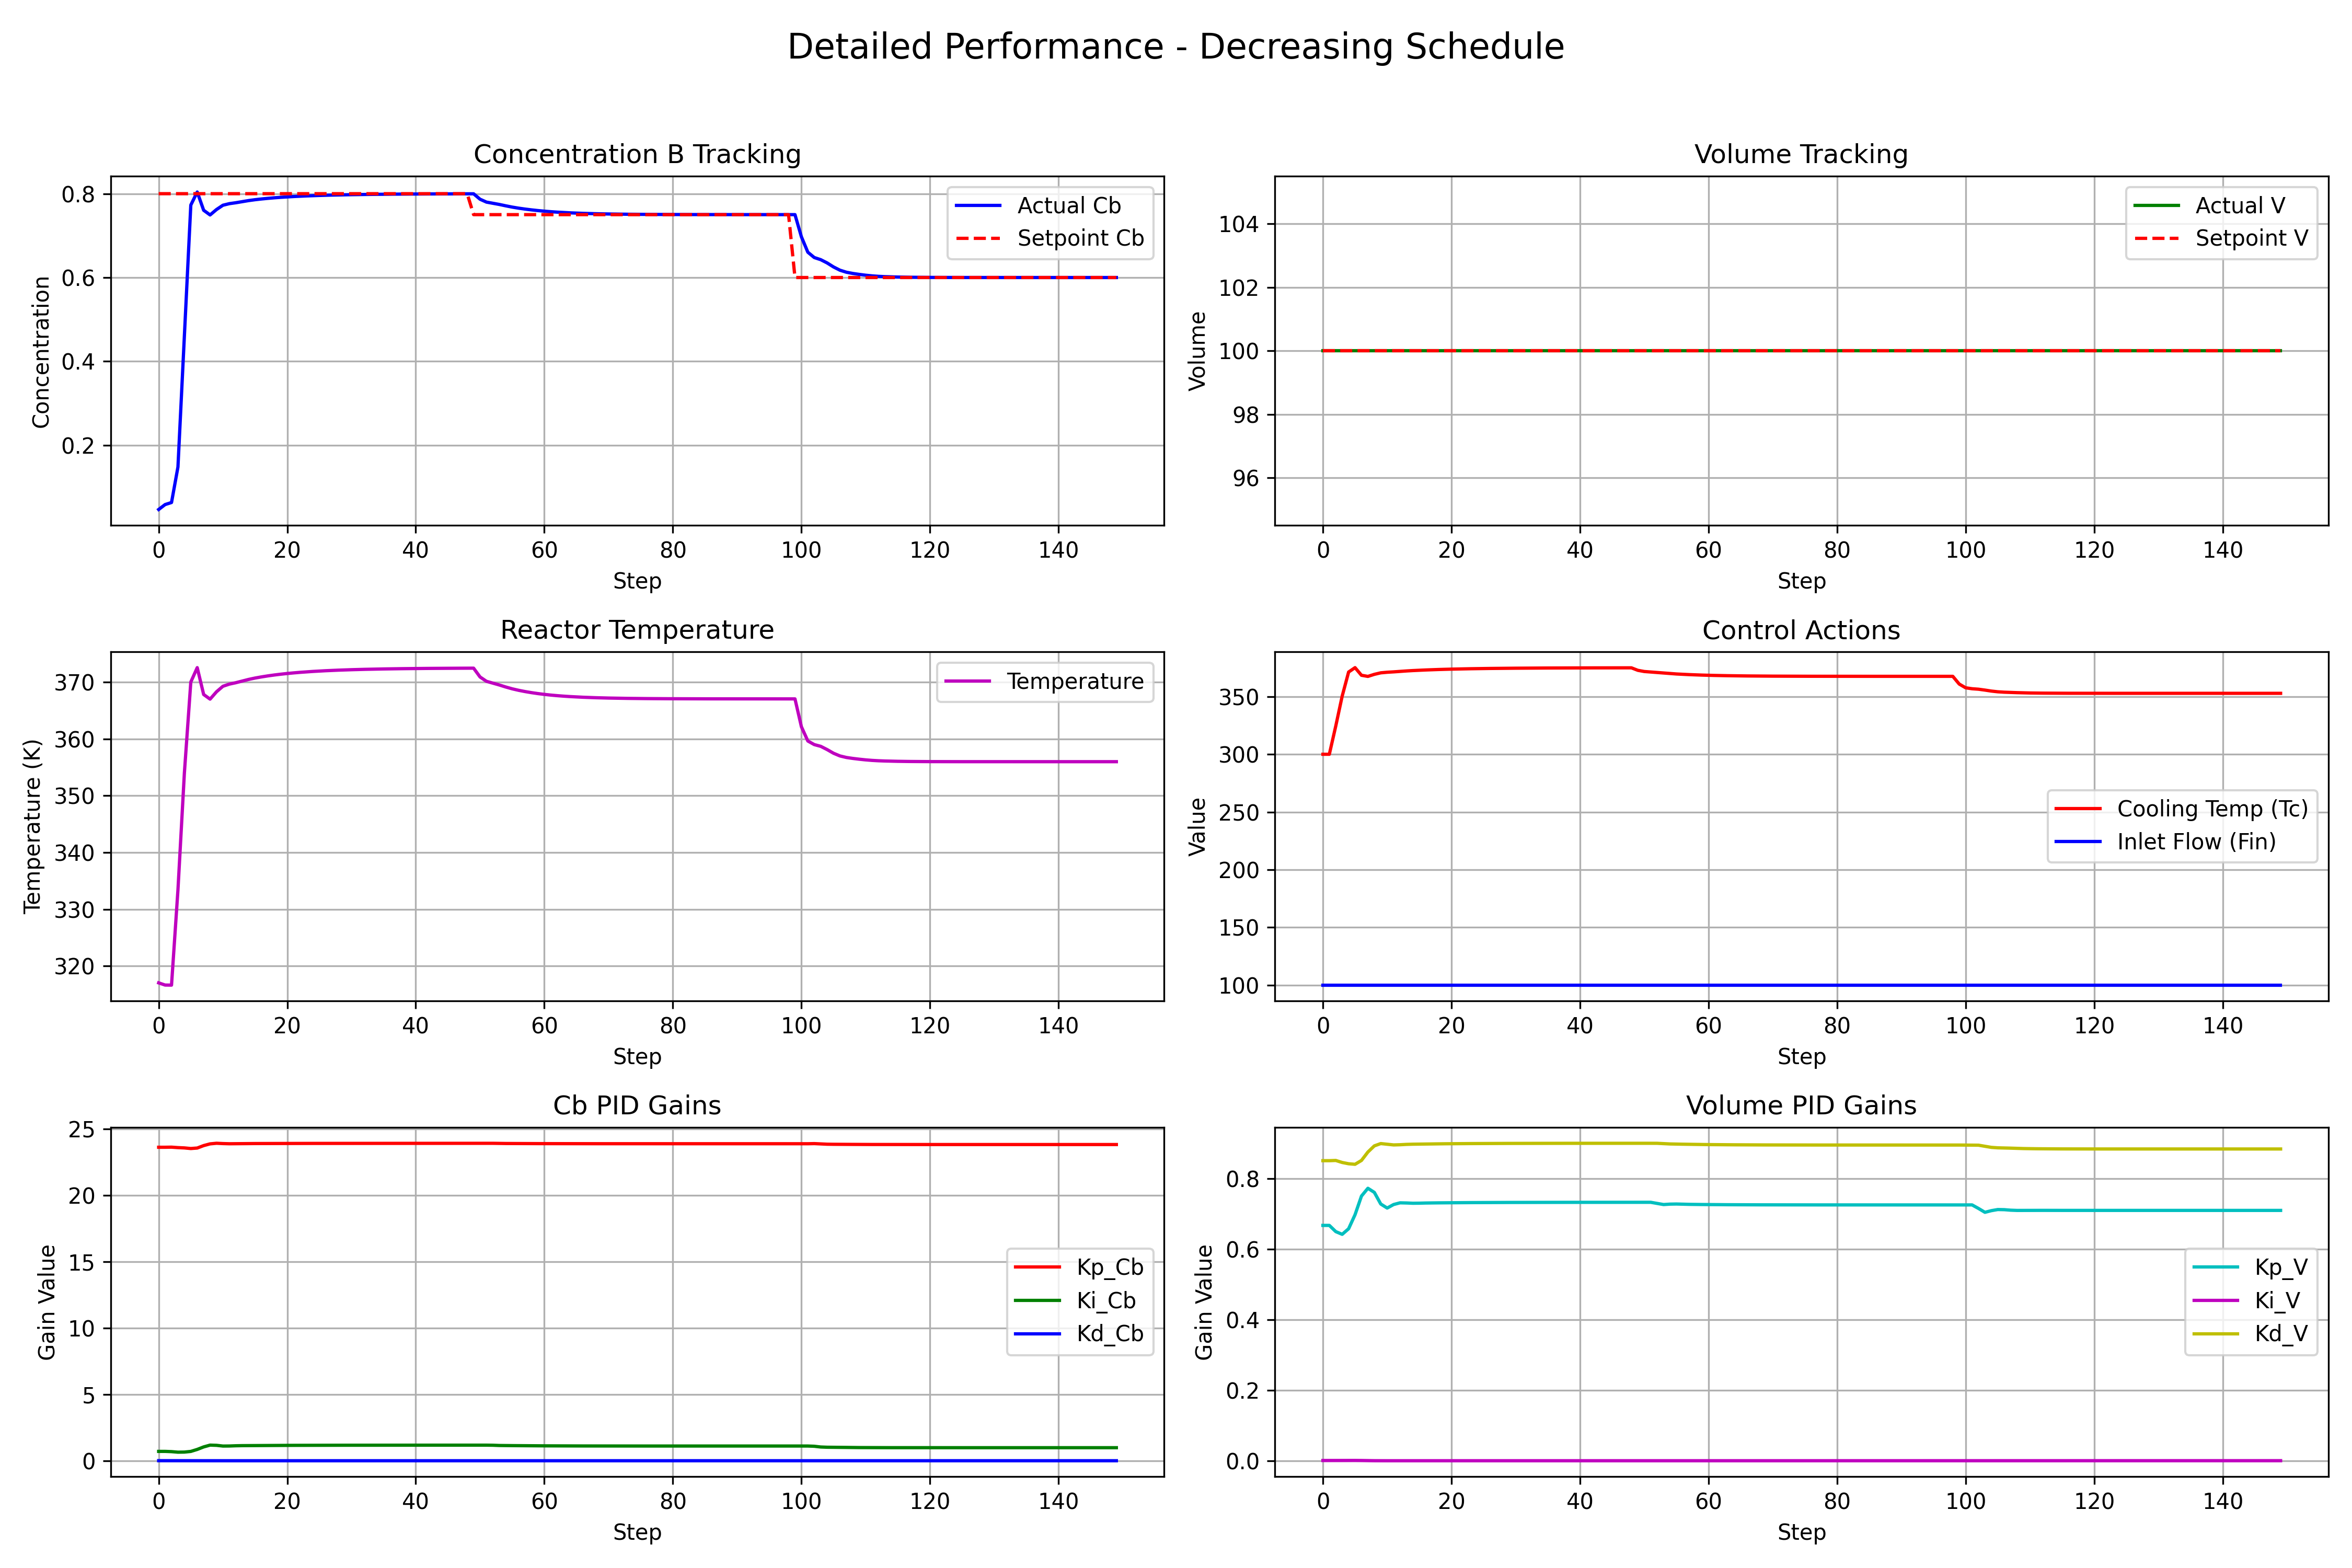 Detailed Performance - Decreasing Schedule
Concentration B Tracking
Concentration
0.8
0.6
0.4
0.2
Actual Cb
Setpoint Cb
0 20 40 60 80 100 120 140
Step
Volume Tracking
Volume
104
102
100
98
96
Actual V
Setpoint V
0 20 40 60 80 100 120 140
Step
Reactor Temperature
Temperature (K)
370
360
350
340
330
320
Temperature
0 20 40 60 80 100 120 140
Step
Control Actions
Value
350
300
250
200
150
100
Cooling Temp (Tc)
Inlet Flow (Fin)
0 20 40 60 80 100 120 140
Step
Cb PID Gains
Gain Value
25
20
15
10
5
0
Kp_Cb
Ki_Cb
Kd_Cb
0 20 40 60 80 100 120 140
Step
Volume PID Gains
Gain Value
0.8
0.6
0.4
0.2
0.0
Kp_V
Ki_V
Kd_V
0 20 40 60 80 100 120 140
Step